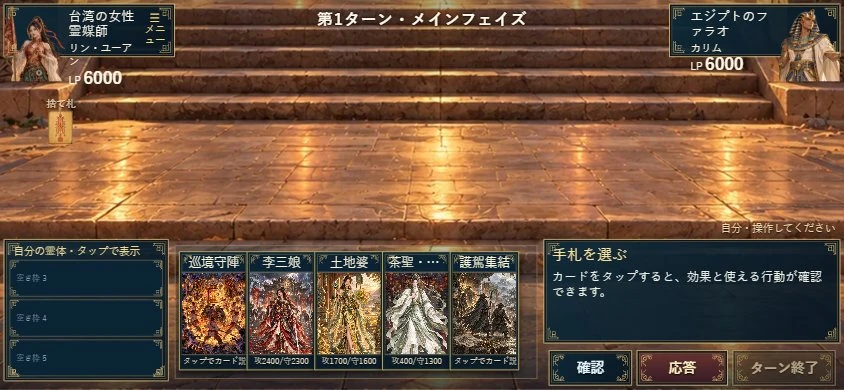 台湾の女性
霊媒師
リン・ユーア
ン
LP 6000
メニ
ュー
第1ターン・メインフェイズ
エジプトのフ
ァラオ
カリム
LP 6000
捨て札
自分・操作してください
自分の霊体・タップで表示
空き枠 3
空き枠 4
空き枠 5
巡境守陣
タップでカード説
李三娘
攻2400/守2300
土地婆
攻1700/守1600
茶聖・…
攻400/守1300
護駕集結
タップでカード説
手札を選ぶ
カードをタップすると、効果と使える行動が確認
できます。
確認
応答
ターン終了